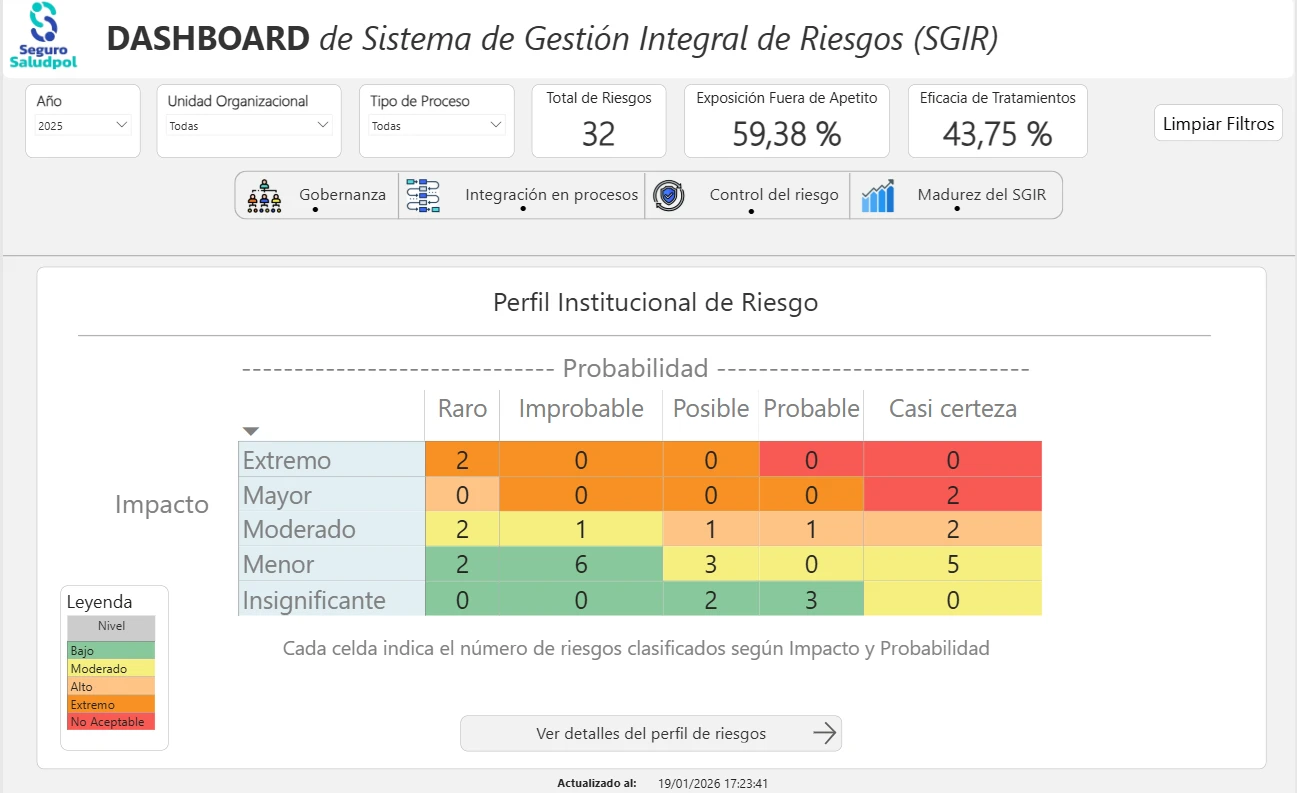 Seguro
Saludpol
DASHBOARD de Sistema de Gestión Integral de Riesgos (SGIR)
Año
2025
Unidad Organizacional
Todas
Tipo de Proceso
Todas
Total de Riesgos
32
Exposición Fuera de Apetito
59,38 %
Eficacia de Tratamientos
43,75 %
Limpiar Filtros
Gobernanza
Integración en procesos
Control del riesgo
Madurez del SGIR
Perfil Institucional de Riesgo
------------------------------ Probabilidad ------------------------------
Raro Improbable Posible Probable Casi certeza
Impacto
Extremo 2 0 0 0 0
Mayor 0 0 0 0 2
Moderado 2 1 1 1 2
Menor 2 6 3 0 5
Insignificante 0 0 2 3 0
Leyenda
Nivel
Bajo
Moderado
Alto
Extremo
No Aceptable
Cada celda indica el número de riesgos clasificados según Impacto y Probabilidad
Ver detalles del perfil de riesgos
Actualizado al: 19/01/2026 17:23:41